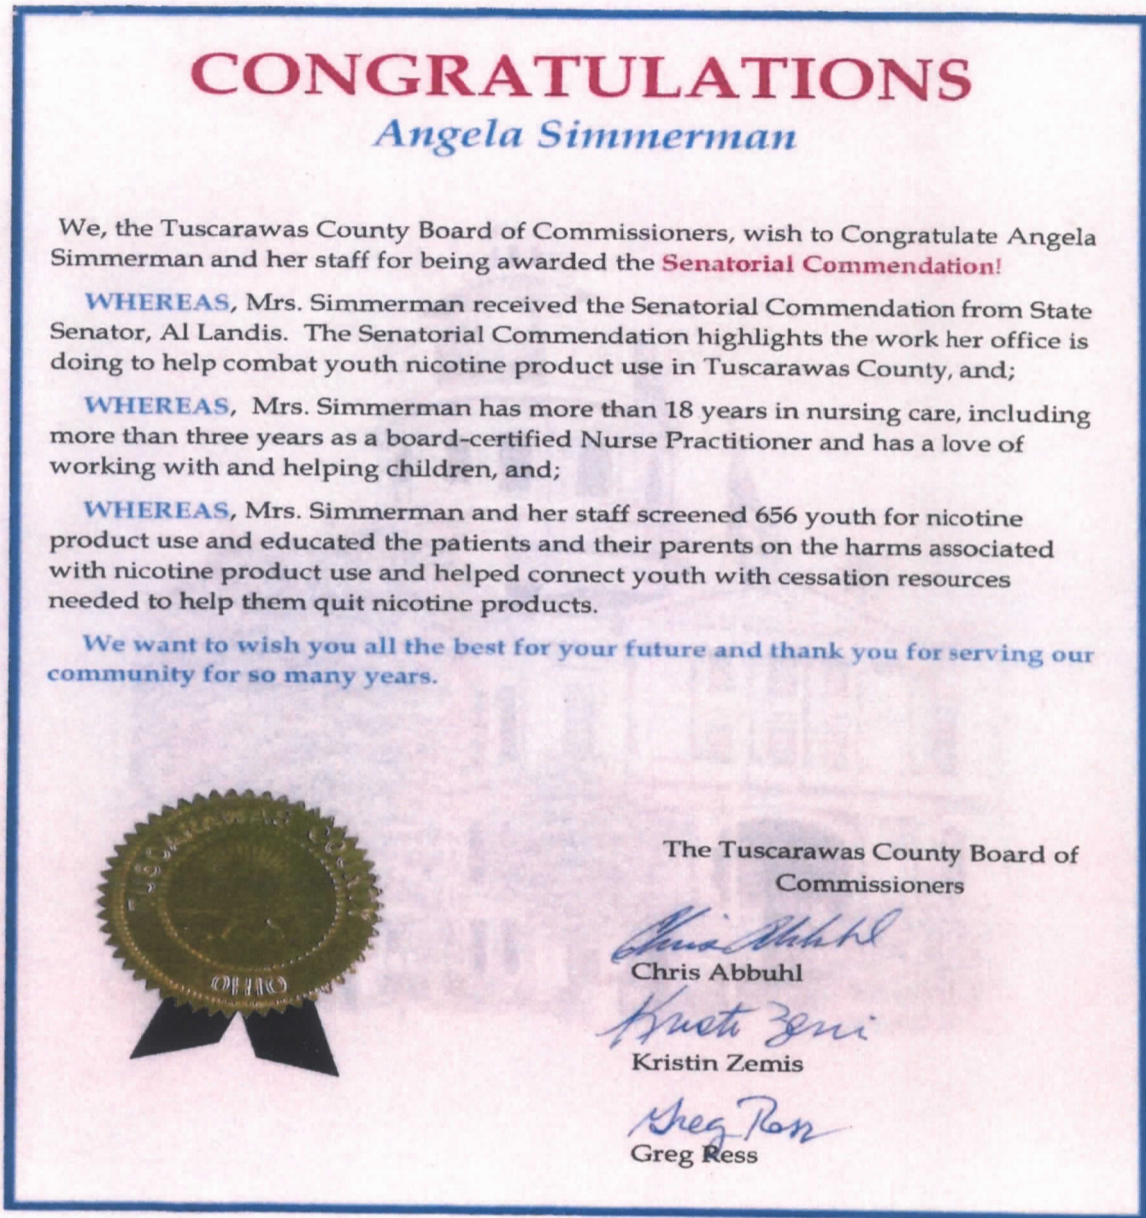 CONGRATULATIONS
Angela Simmerman
We, the Tuscarawas County Board of Commissioners, wish to Congratulate Angela
Simmerman and her staff for being awarded the Senatorial Commendation!
WHEREAS, Mrs. Simmerman received the Senatorial Commendation from State
Senator, Al Landis. The Senatorial Commendation highlights the work her office is
doing to help combat youth nicotine product use in Tuscarawas County, and;
WHEREAS, Mrs. Simmerman has more than 18 years in nursing care, including
more than three years as a board-certified Nurse Practitioner and has a love of
working with and helping children, and;
WHEREAS, Mrs. Simmerman and her staff screened 656 youth for nicotine
product use and educated the patients and their parents on the harms associated
with nicotine product use and helped connect youth with cessation resources
needed to help them quit nicotine products.
We want to wish you all the best for your future and thank you for serving our
community for so many years.
TUSCARAWAS COUNTY
OHIO
The Tuscarawas County Board of
Commissioners
Chris Abbuhl
Chris Abbuhl
Kristin Zemis
Greg Ress
Greg Ress